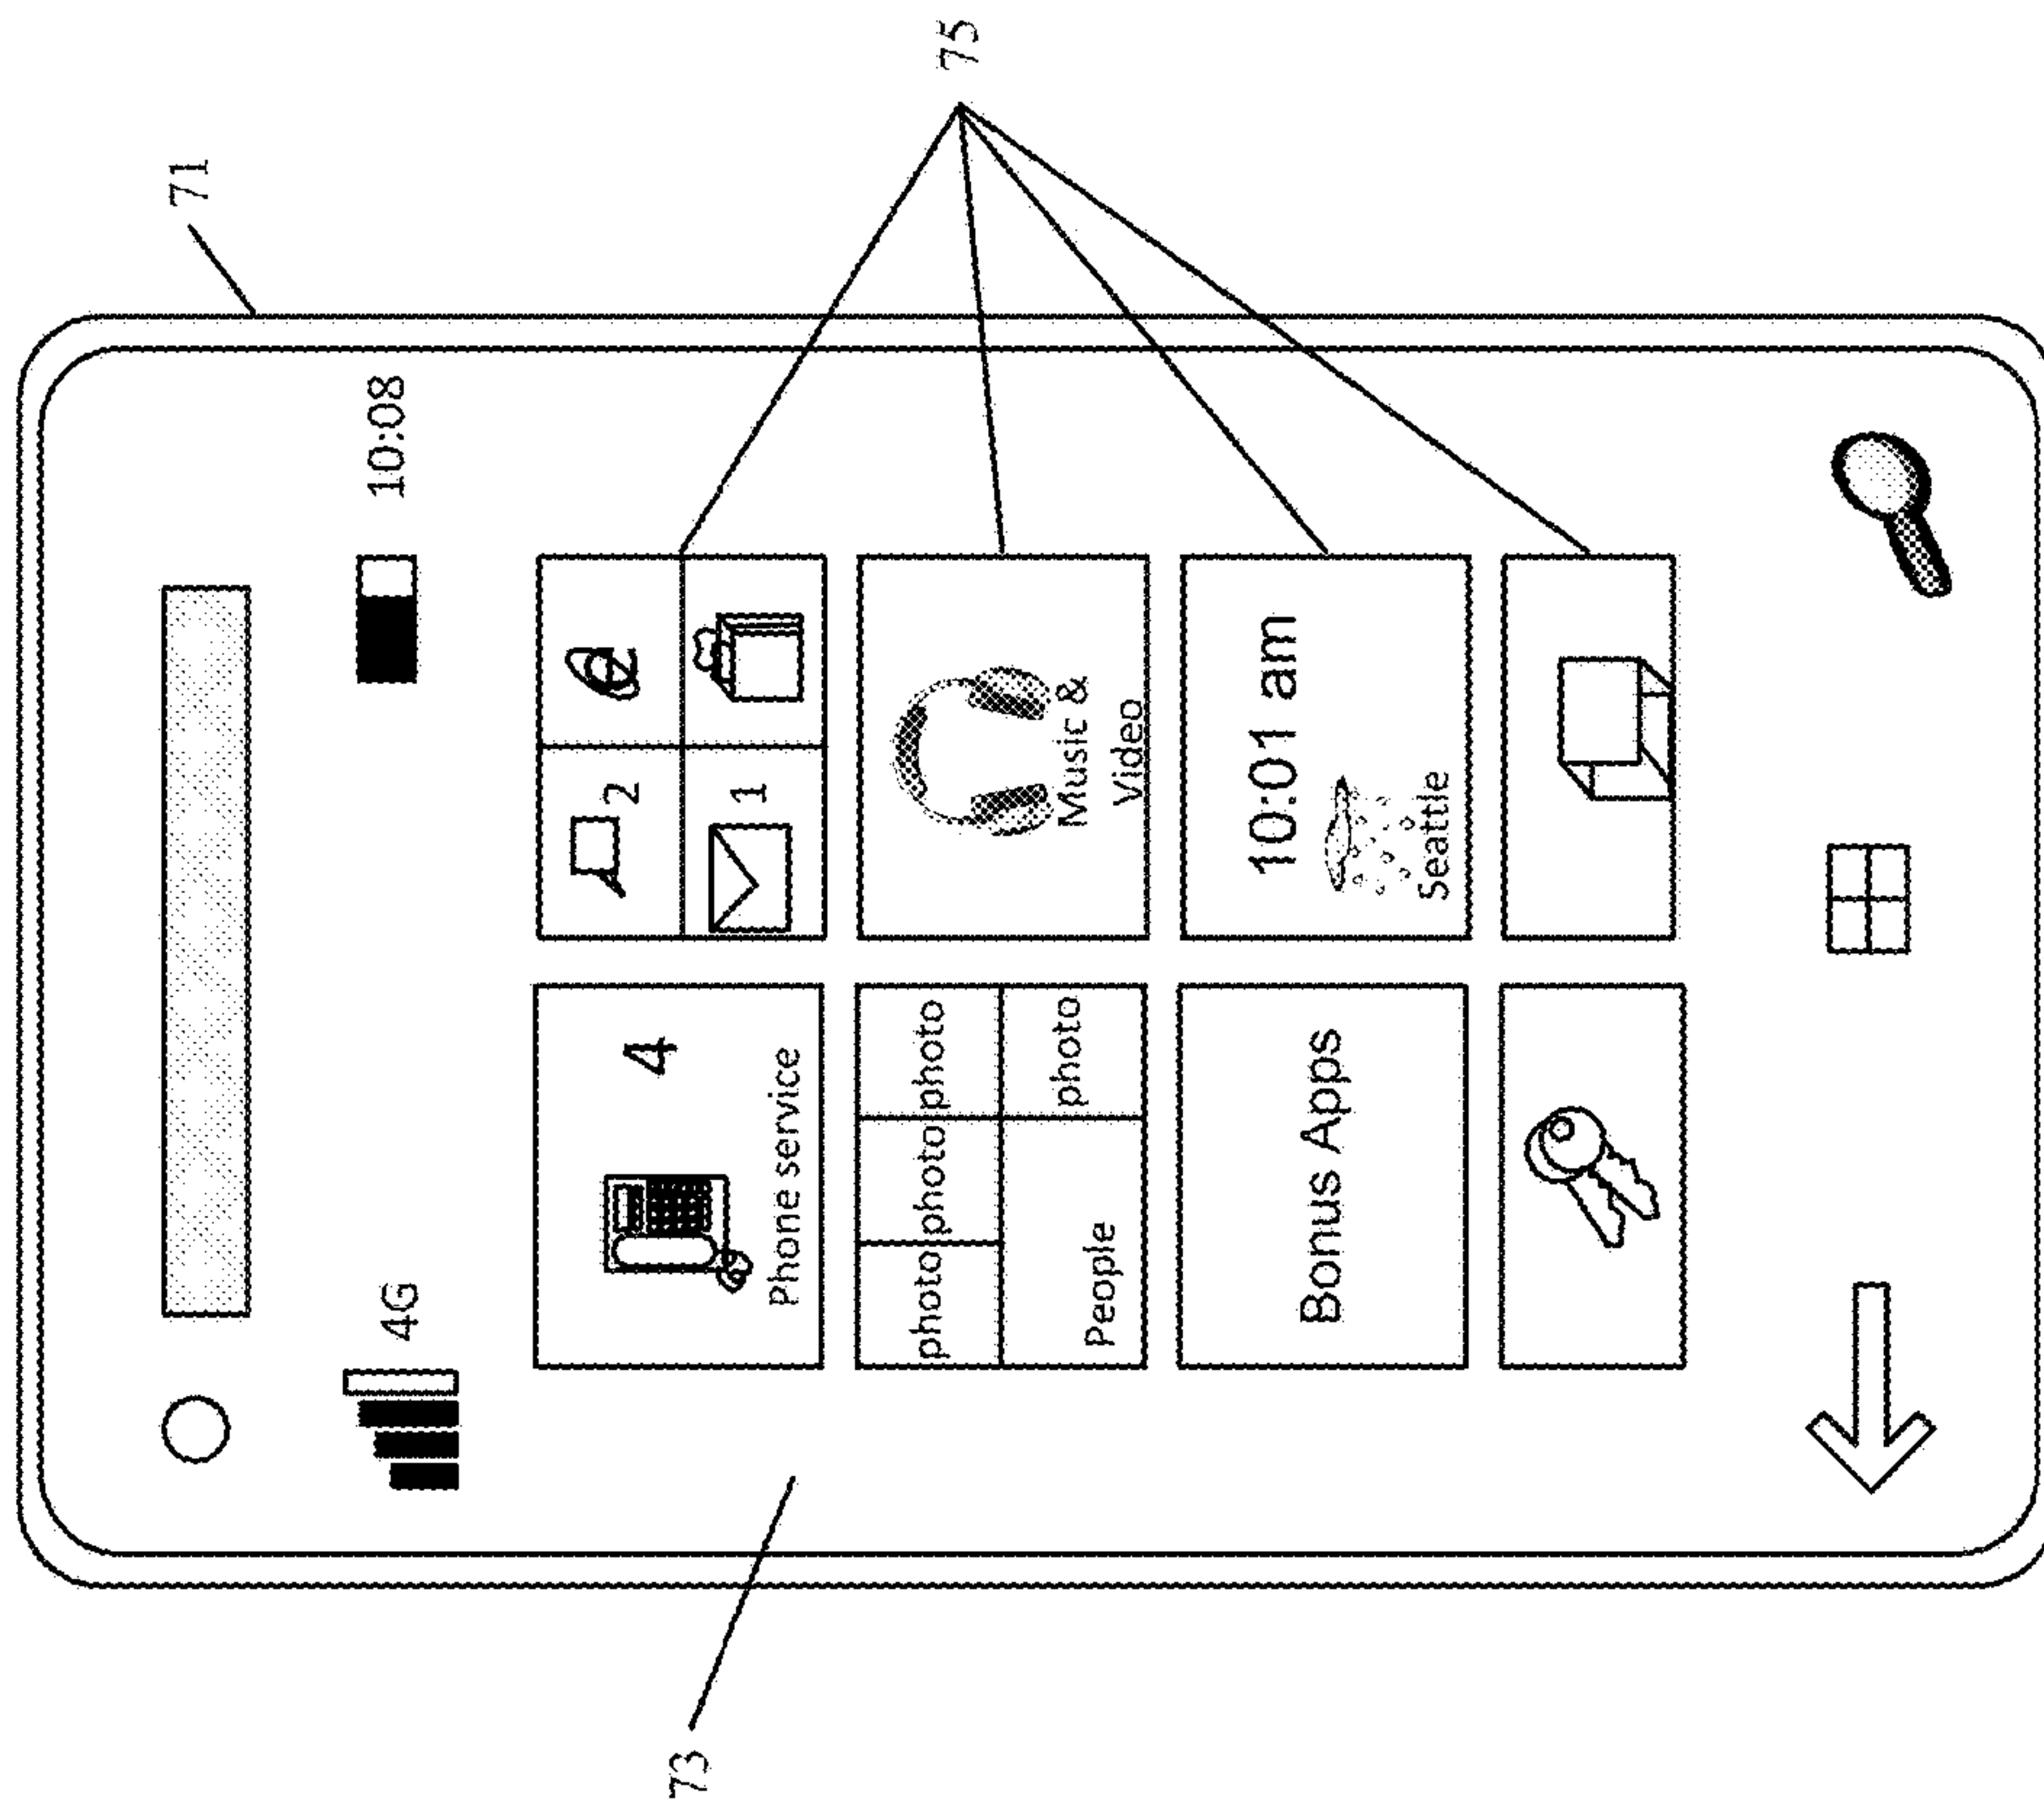 71
4G
10:08
4
Phone service
2
1
73
75
photo photo photo
People
photo
Music &
Video
Bonus Apps
10:01 am
Seattle